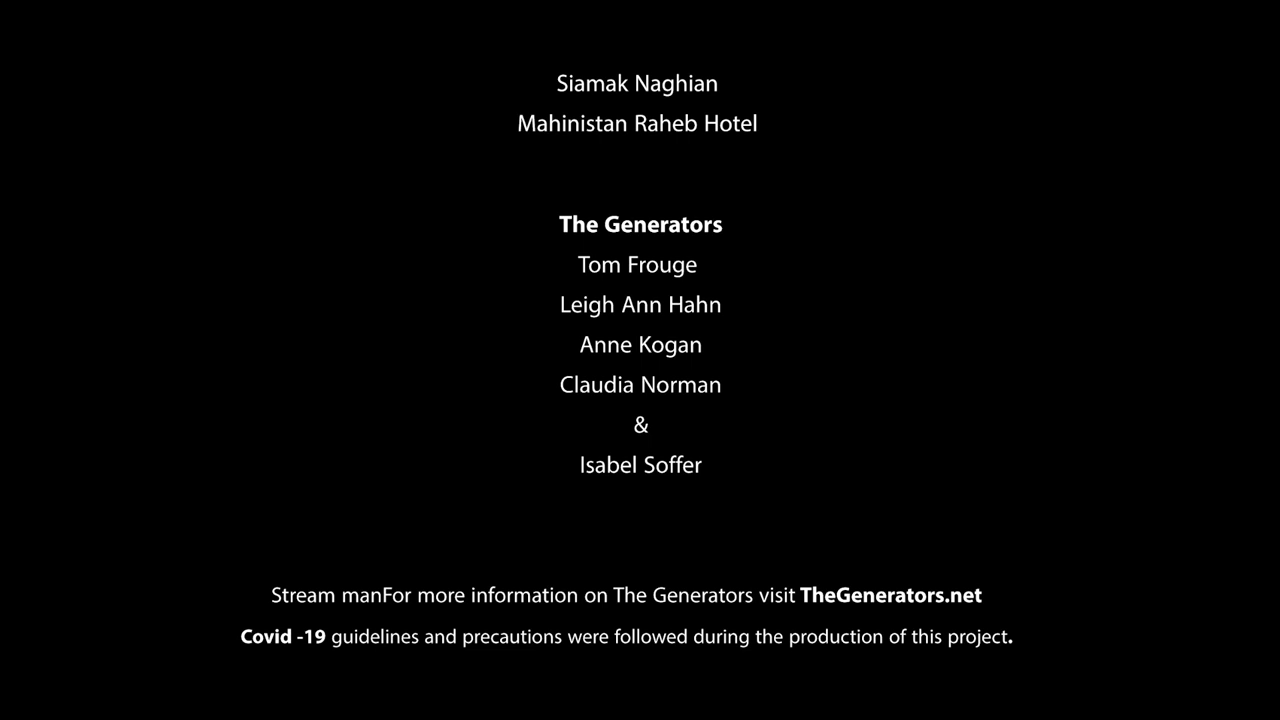 Siamak Naghian
Mahinistan Raheb Hotel
The Generators
Tom Frouge
Leigh Ann Hahn
Anne Kogan
Claudia Norman
&
Isabel Soffer
Stream manFor more information on The Generators visit TheGenerators.net
Covid -19 guidelines and precautions were followed during the production of this project.